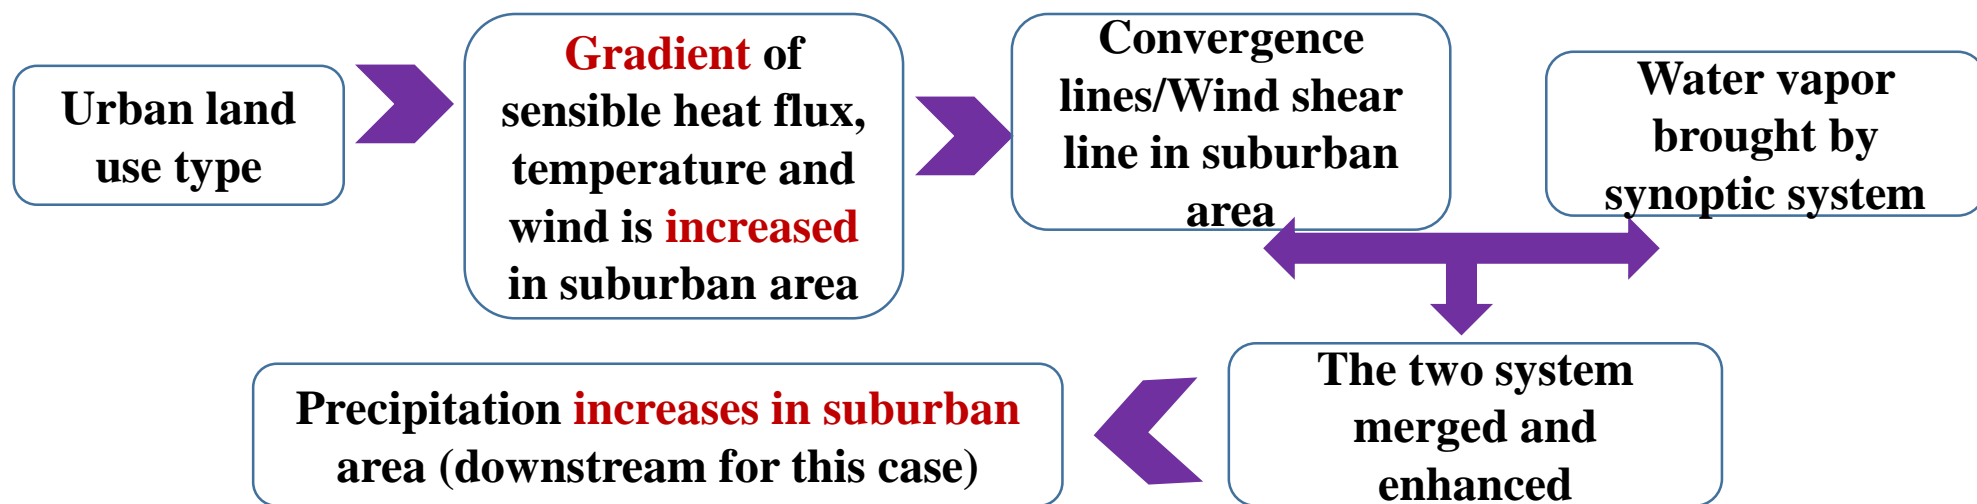 Urban land
use type
Gradient of
sensible heat flux,
temperature and
wind is increased
in suburban area
Convergence
lines/Wind shear
line in suburban
area
Water vapor
brought by
synoptic system
The two system
merged and
enhanced
Precipitation increases in suburban
area (downstream for this case)